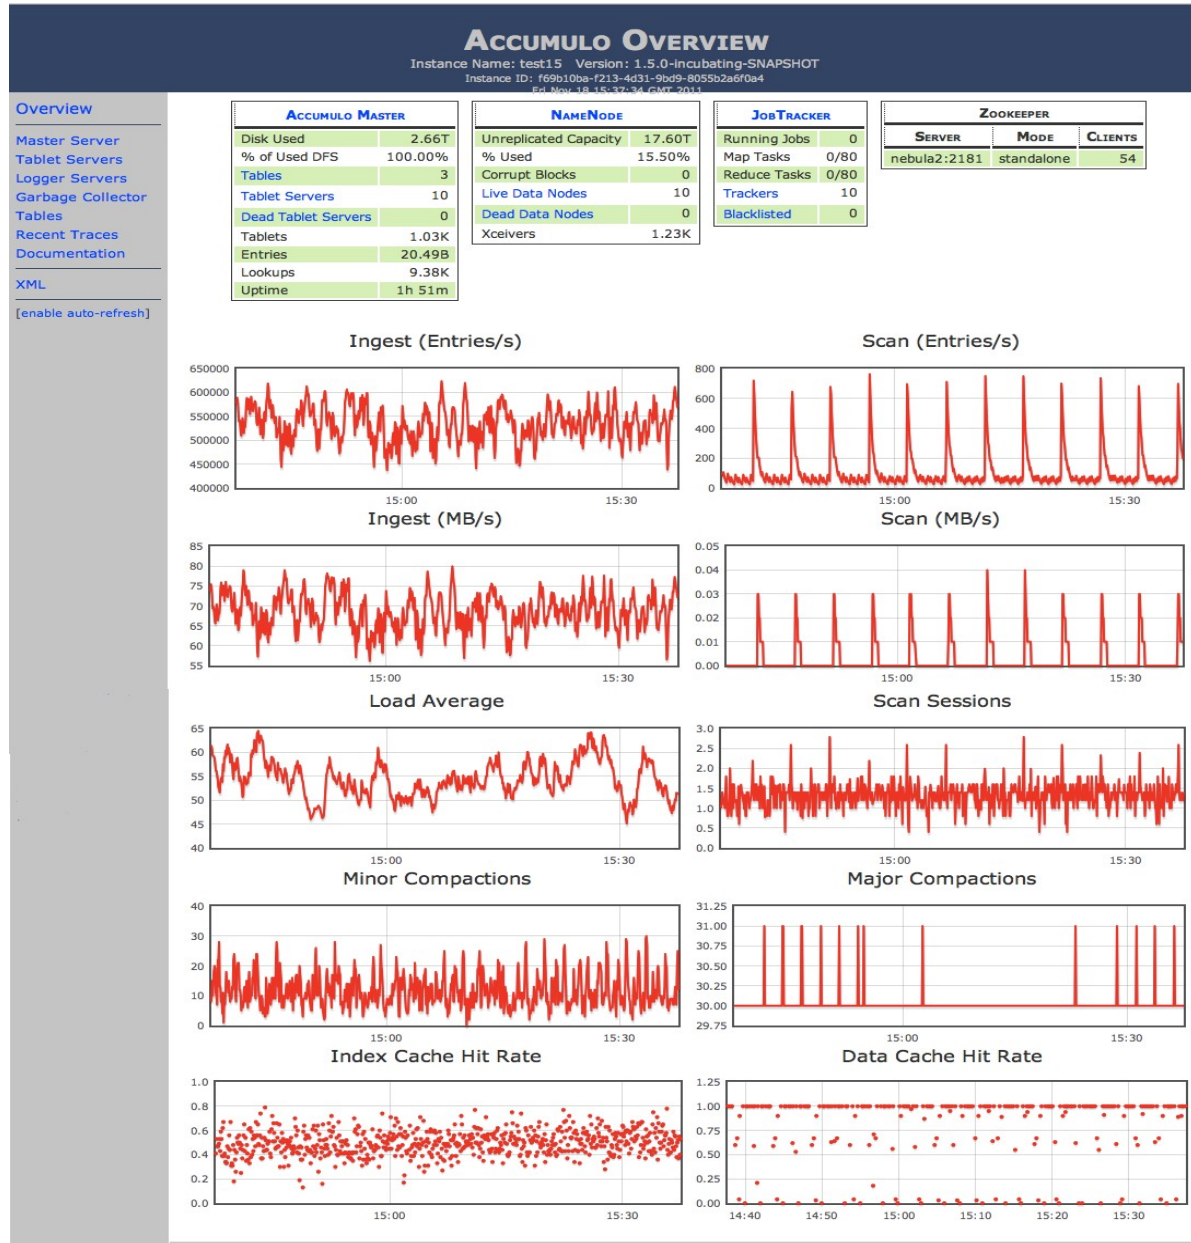 ACCUMULO OVERVIEW
Instance Name: test15   Version: 1.5.0-incubating-SNAPSHOT
Instance ID: f69b10ba-f213-4d31-9bd9-8055b2a6f0a4
Fri Nov 18 15:37:34 GMT 2011
Overview
Master Server
Tablet Servers
Logger Servers
Garbage Collector
Tables
Recent Traces
Documentation
XML
[enable auto-refresh]
ACCUMULO MASTER
Disk Used 2.66T
% of Used DFS 100.00%
Tables 3
Tablet Servers 10
Dead Tablet Servers 0
Tablets 1.03K
Entries 20.49B
Lookups 9.38K
Uptime 1h 51m
NAMENODE
Unreplicated Capacity 17.60T
% Used 15.50%
Corrupt Blocks 0
Live Data Nodes 10
Dead Data Nodes 0
Xceivers 1.23K
JOBTRACKER
Running Jobs 0
Map Tasks 0/80
Reduce Tasks 0/80
Trackers 10
Blacklisted 0
ZOOKEEPER
SERVER MODE CLIENTS
nebula2:2181 standalone 54
Ingest (Entries/s)
650000
600000
550000
500000
450000
400000
15:00 15:30
Scan (Entries/s)
800
600
400
200
0
15:00 15:30
Ingest (MB/s)
85
80
75
70
65
60
55
15:00 15:30
Scan (MB/s)
0.05
0.04
0.03
0.02
0.01
0.00
15:00 15:30
Load Average
65
60
55
50
45
40
15:00 15:30
Scan Sessions
3.0
2.5
2.0
1.5
1.0
0.5
0.0
15:00 15:30
Minor Compactions
40
30
20
10
0
15:00 15:30
Major Compactions
31.25
31.00
30.75
30.50
30.25
30.00
29.75
15:00 15:30
Index Cache Hit Rate
1.0
0.8
0.6
0.4
0.2
0.0
15:00 15:30
Data Cache Hit Rate
1.25
1.00
0.75
0.50
0.25
0.00
14:40 14:50 15:00 15:10 15:20 15:30